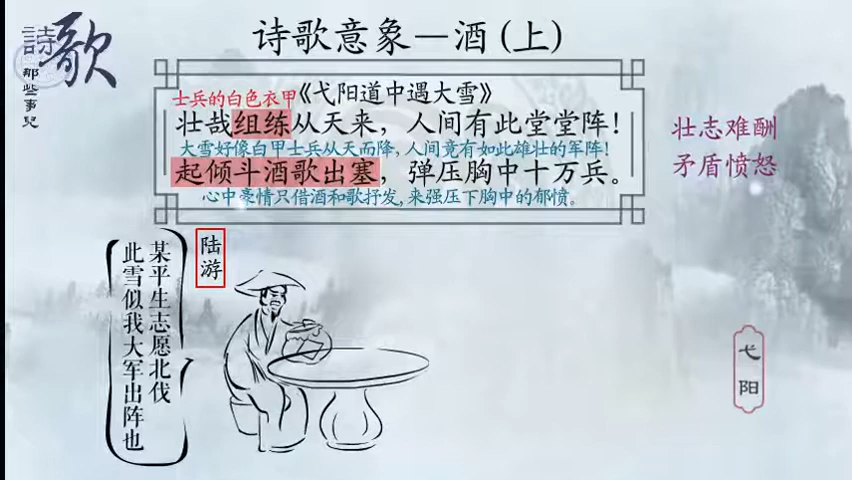 詩歌
那些事兒
诗歌意象—酒(上)
士兵的白色衣甲《弋阳道中遇大雪》
壮哉组练从天来，人间有此堂堂阵！
大雪好像白甲士兵从天而降，人间竟有如此雄壮的军阵！
起倾斗酒歌出塞，弹压胸中十万兵。
心中豪情只借酒和歌抒发，来强压下胸中的郁愤。
壮志难酬
矛盾愤怒
陆游
某平生志愿北伐
此雪似我大军出阵也
弋阳